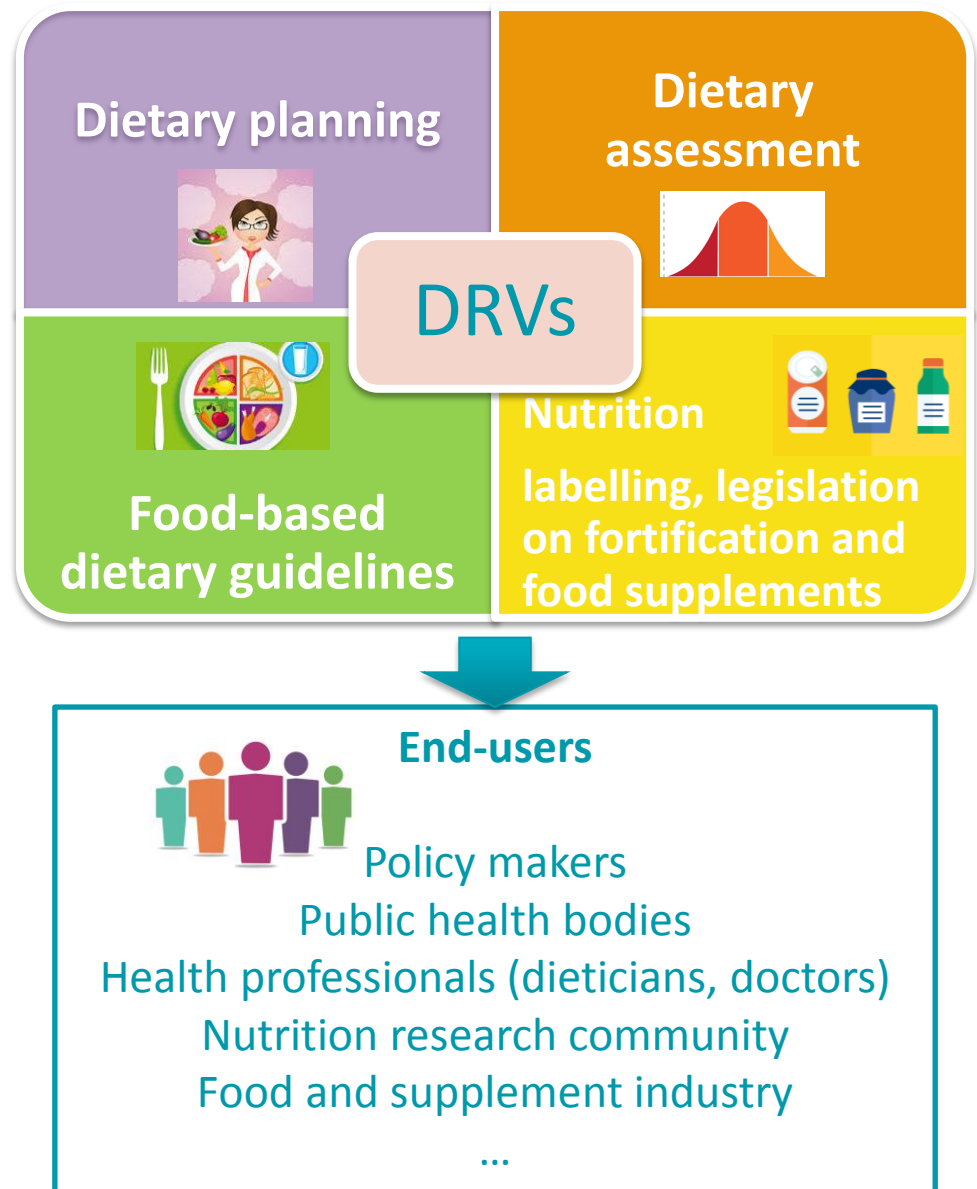 Dietary planning
Dietary
assessment
DRVs
Food-based
dietary guidelines
Nutrition
labelling, legislation
on fortification and
food supplements
End-users
Policy makers
Public health bodies
Health professionals (dieticians, doctors)
Nutrition research community
Food and supplement industry
...